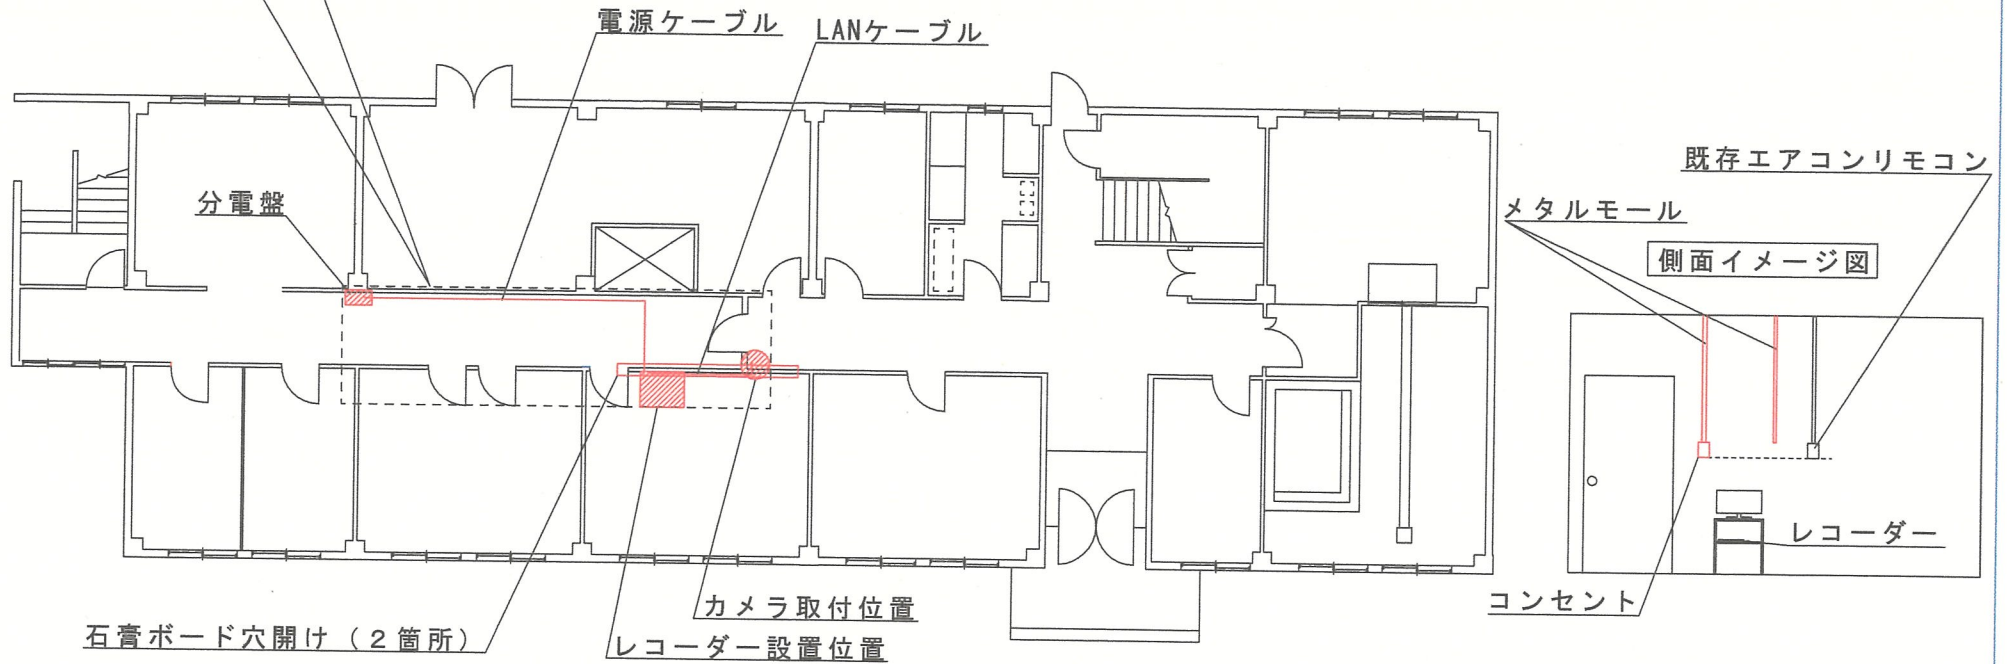 電源ケーブル
LANケーブル
既存エアコンリモコン
分電盤
メタルモール
側面イメージ図
レコーダー
コンセント
カメラ取付位置
石膏ボード穴開け（２箇所）
レコーダー設置位置